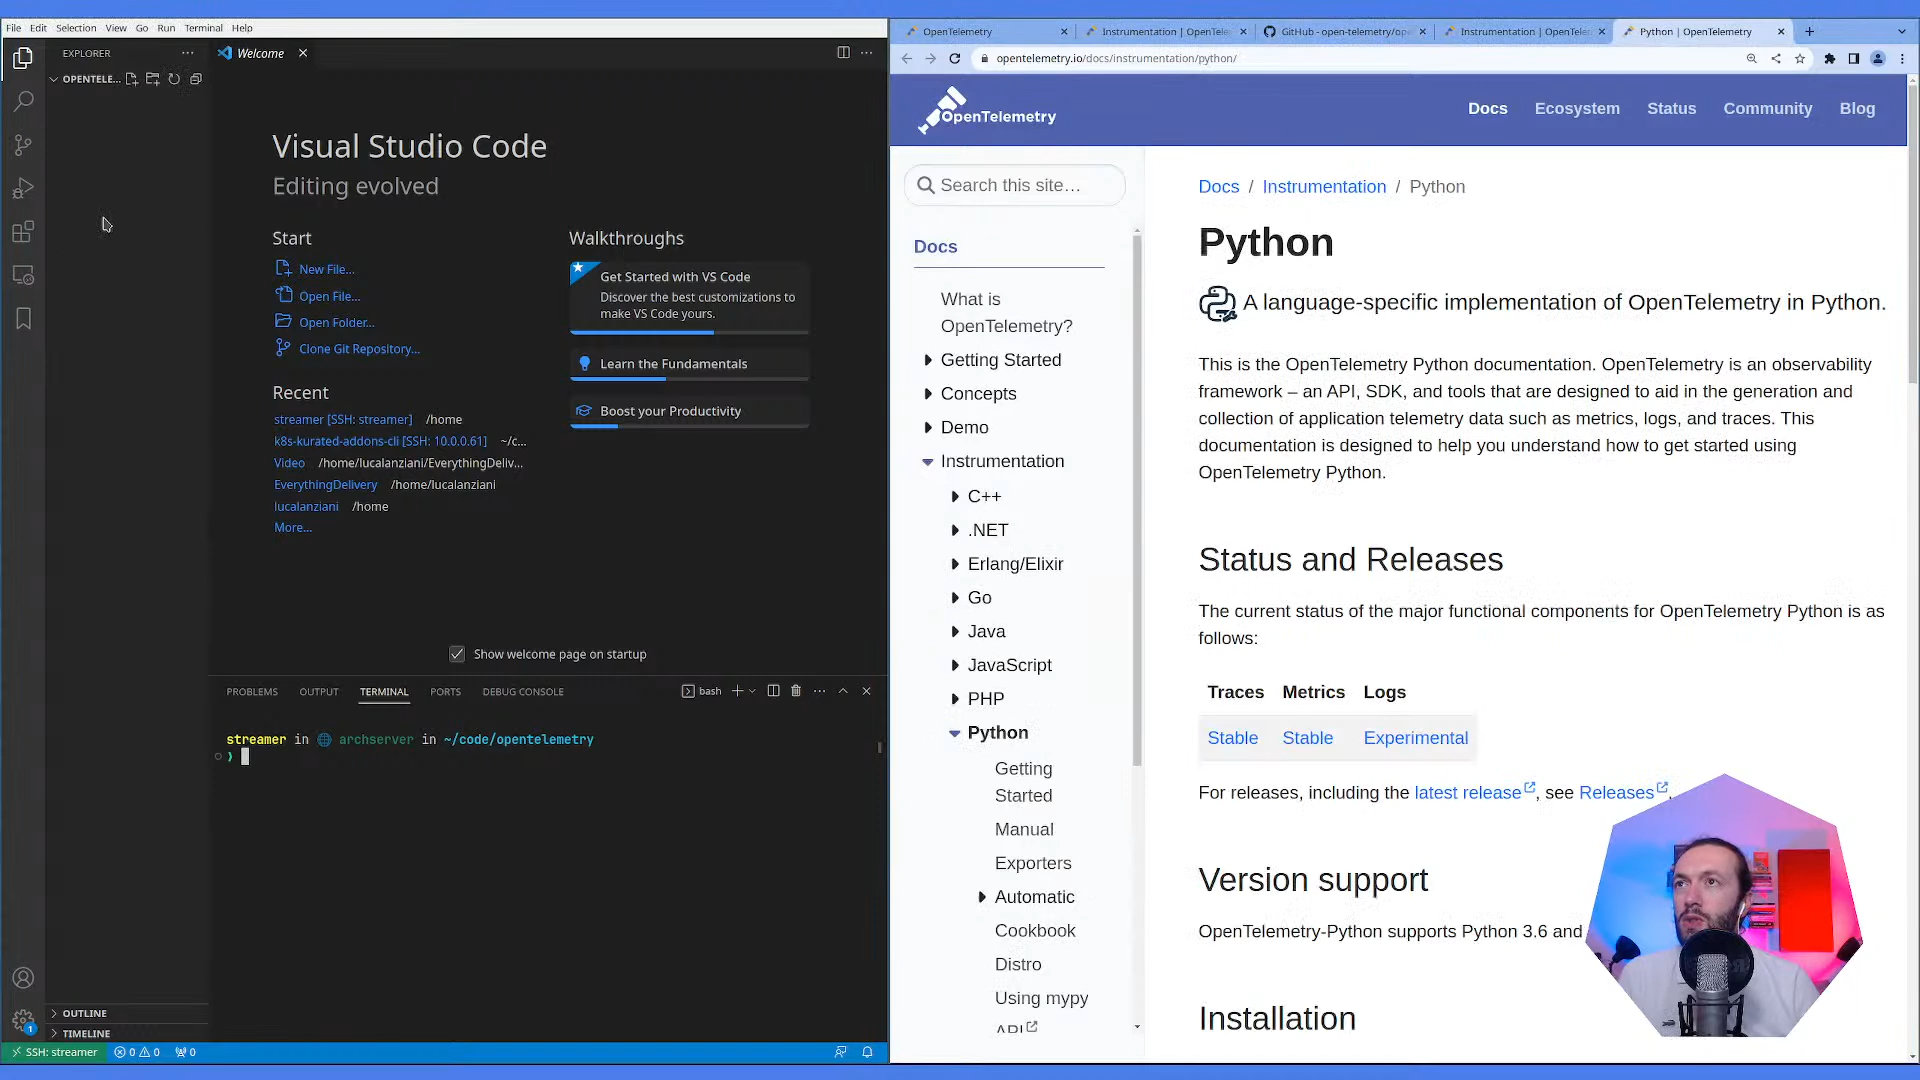 File Edit Selection View Go Run Terminal Help
EXPLORER
OPENTELE...
Welcome
Visual Studio Code
Editing evolved
Start
New File...
Open File...
Open Folder...
Clone Git Repository...
Recent
streamer [SSH: streamer] /home
k8s-kurated-addons-cli [SSH: 10.0.0.61] ~/c...
Video /home/lucalanziani/EverythingDeliv...
EverythingDelivery /home/lucalanziani
lucalanziani /home
More...
Walkthroughs
Get Started with VS Code
Discover the best customizations to
make VS Code yours.
Learn the Fundamentals
Boost your Productivity
Show welcome page on startup
PROBLEMS OUTPUT TERMINAL PORTS DEBUG CONSOLE
bash
streamer in archserver in ~/code/opentelemetry
OUTLINE
TIMELINE
1
SSH: streamer 0 0 0
OpenTelemetry
Instrumentation | OpenTele
GitHub - open-telemetry/ope
Instrumentation | OpenTele
Python | OpenTelemetry
opentelemetry.io/docs/instrumentation/python/
OpenTelemetry
Docs Ecosystem Status Community Blog
Search this site…
Docs
What is
OpenTelemetry?
Getting Started
Concepts
Demo
Instrumentation
C++
.NET
Erlang/Elixir
Go
Java
JavaScript
PHP
Python
Getting
Started
Manual
Exporters
Automatic
Cookbook
Distro
Using mypy
API
Docs / Instrumentation / Python
Python
A language-specific implementation of OpenTelemetry in Python.
This is the OpenTelemetry Python documentation. OpenTelemetry is an observability
framework – an API, SDK, and tools that are designed to aid in the generation and
collection of application telemetry data such as metrics, logs, and traces. This
documentation is designed to help you understand how to get started using
OpenTelemetry Python.
Status and Releases
The current status of the major functional components for OpenTelemetry Python is as
follows:
Traces Metrics Logs
Stable Stable Experimental
For releases, including the latest release, see Releases.
Version support
OpenTelemetry-Python supports Python 3.6 and
Installation